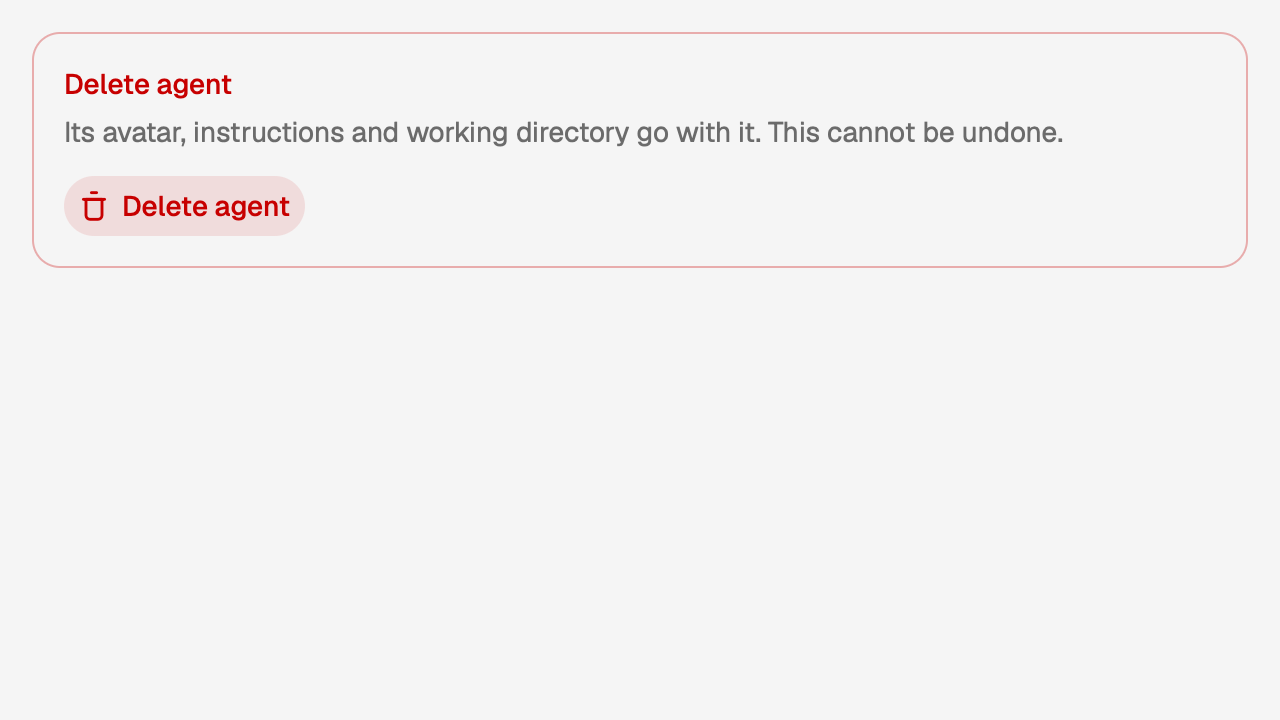 Delete agent
Its avatar, instructions and working directory go with it. This cannot be undone.
Delete agent